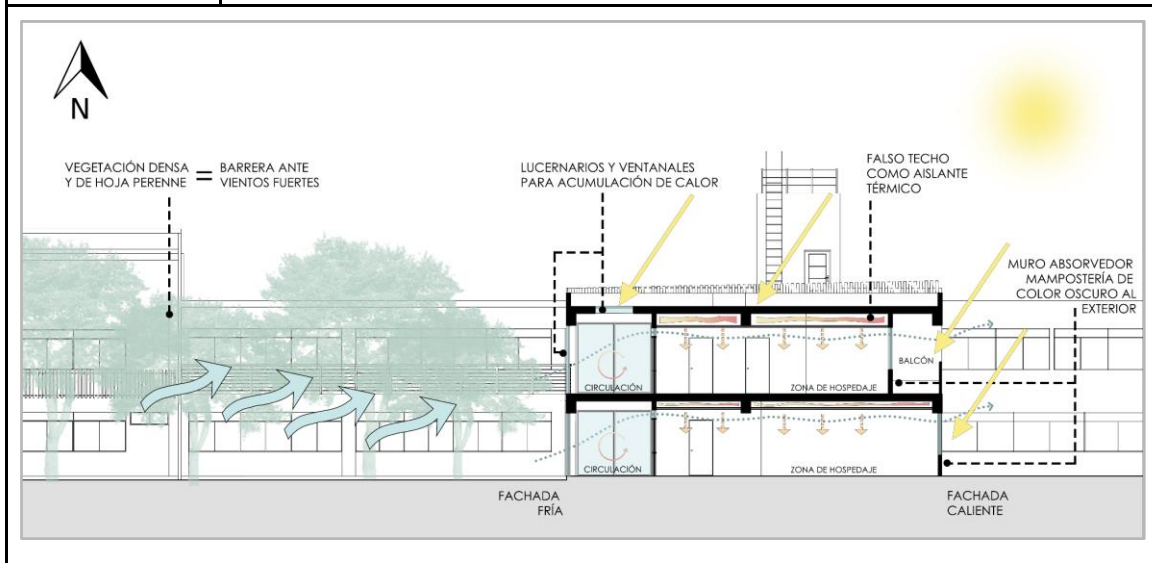 N
VEGETACIÓN DENSA
Y DE HOJA PERENNE
=
BARRERA ANTE
VIENTOS FUERTES
LUCERNARIOS Y VENTANALES
PARA ACUMULACIÓN DE CALOR
FALSO TECHO
COMO AISLANTE
TÉRMICO
MURO ABSORVEDOR
MAMPOSTERÍA DE
COLOR OSCURO AL
EXTERIOR
BALCÓN
CIRCULACIÓN
ZONA DE HOSPEDAJE
CIRCULACIÓN
ZONA DE HOSPEDAJE
FACHADA
FRÍA
FACHADA
CALIENTE